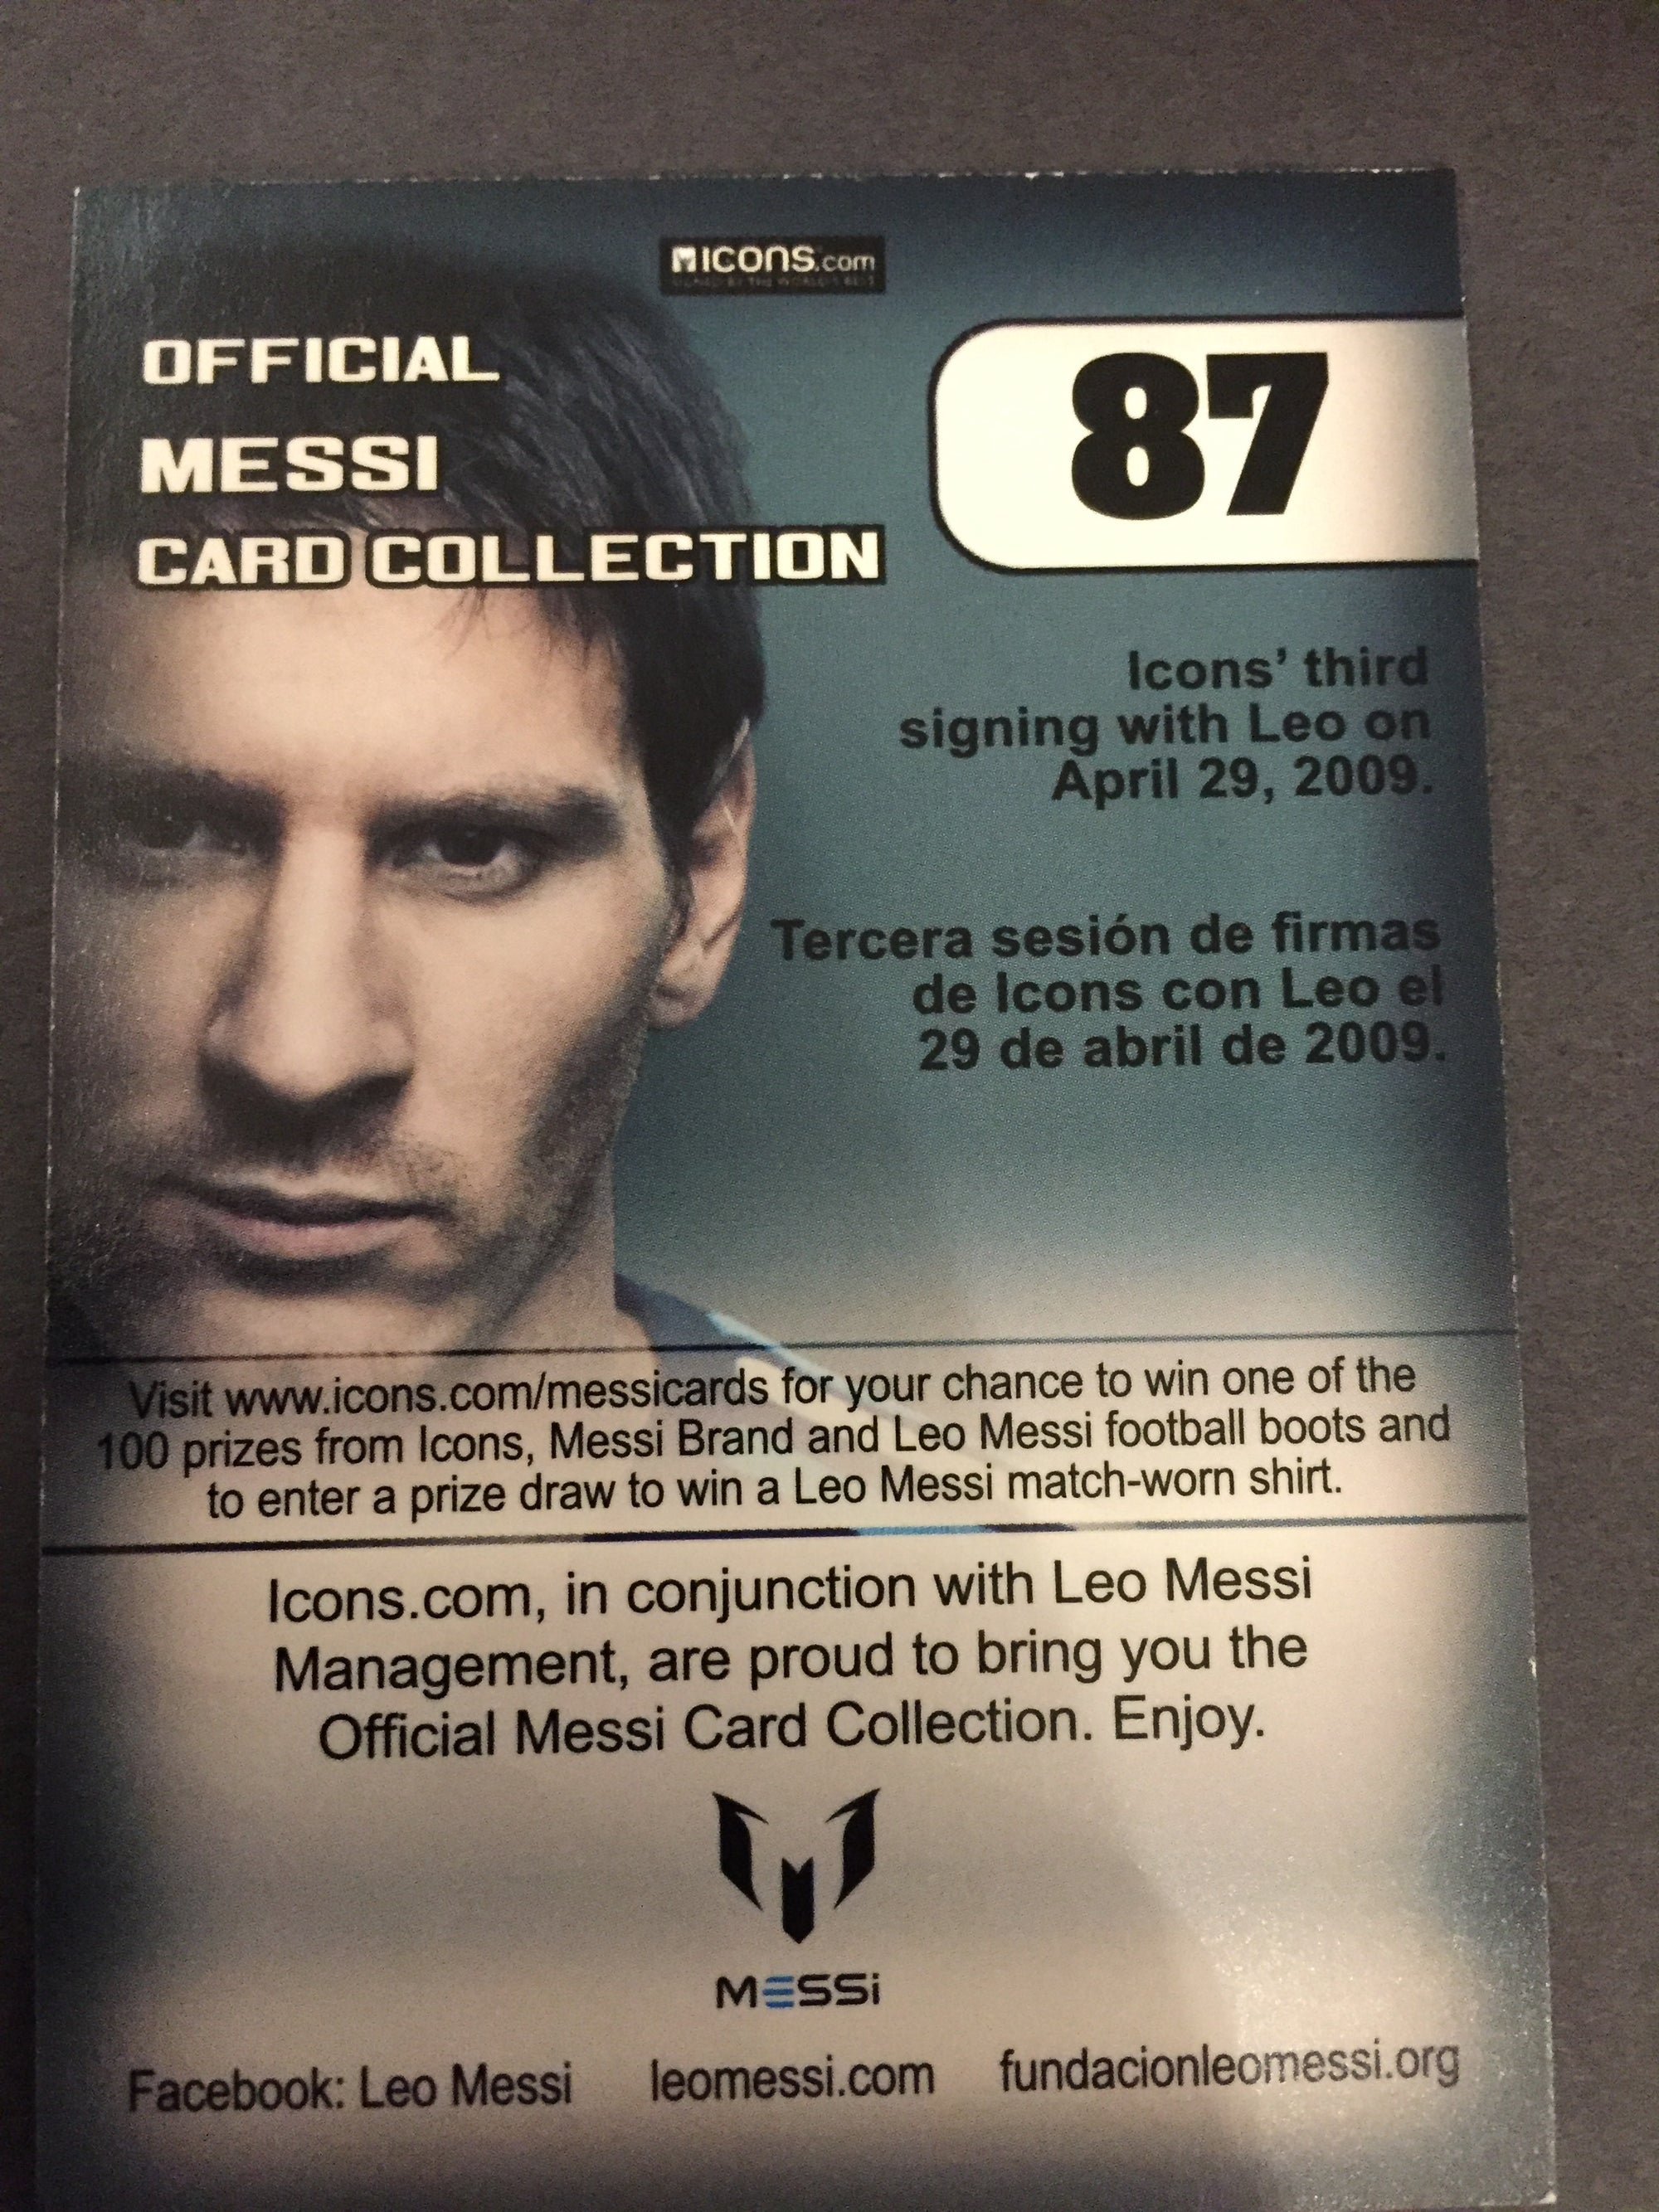 ICONS.com
OFFICIAL
MESSI
CARD COLLECTION
87
Icons' third
signing with Leo on
April 29, 2009.
Tercera sesión de firmas
de Icons con Leo el
29 de abril de 2009.
Visit www.icons.com/messicards for your chance to win one of the
100 prizes from Icons, Messi Brand and Leo Messi football boots and
to enter a prize draw to win a Leo Messi match-worn shirt.
Icons.com, in conjunction with Leo Messi
Management, are proud to bring you the
Official Messi Card Collection. Enjoy.
MESSi
Facebook: Leo Messi leomessi.com fundacionleomessi.org